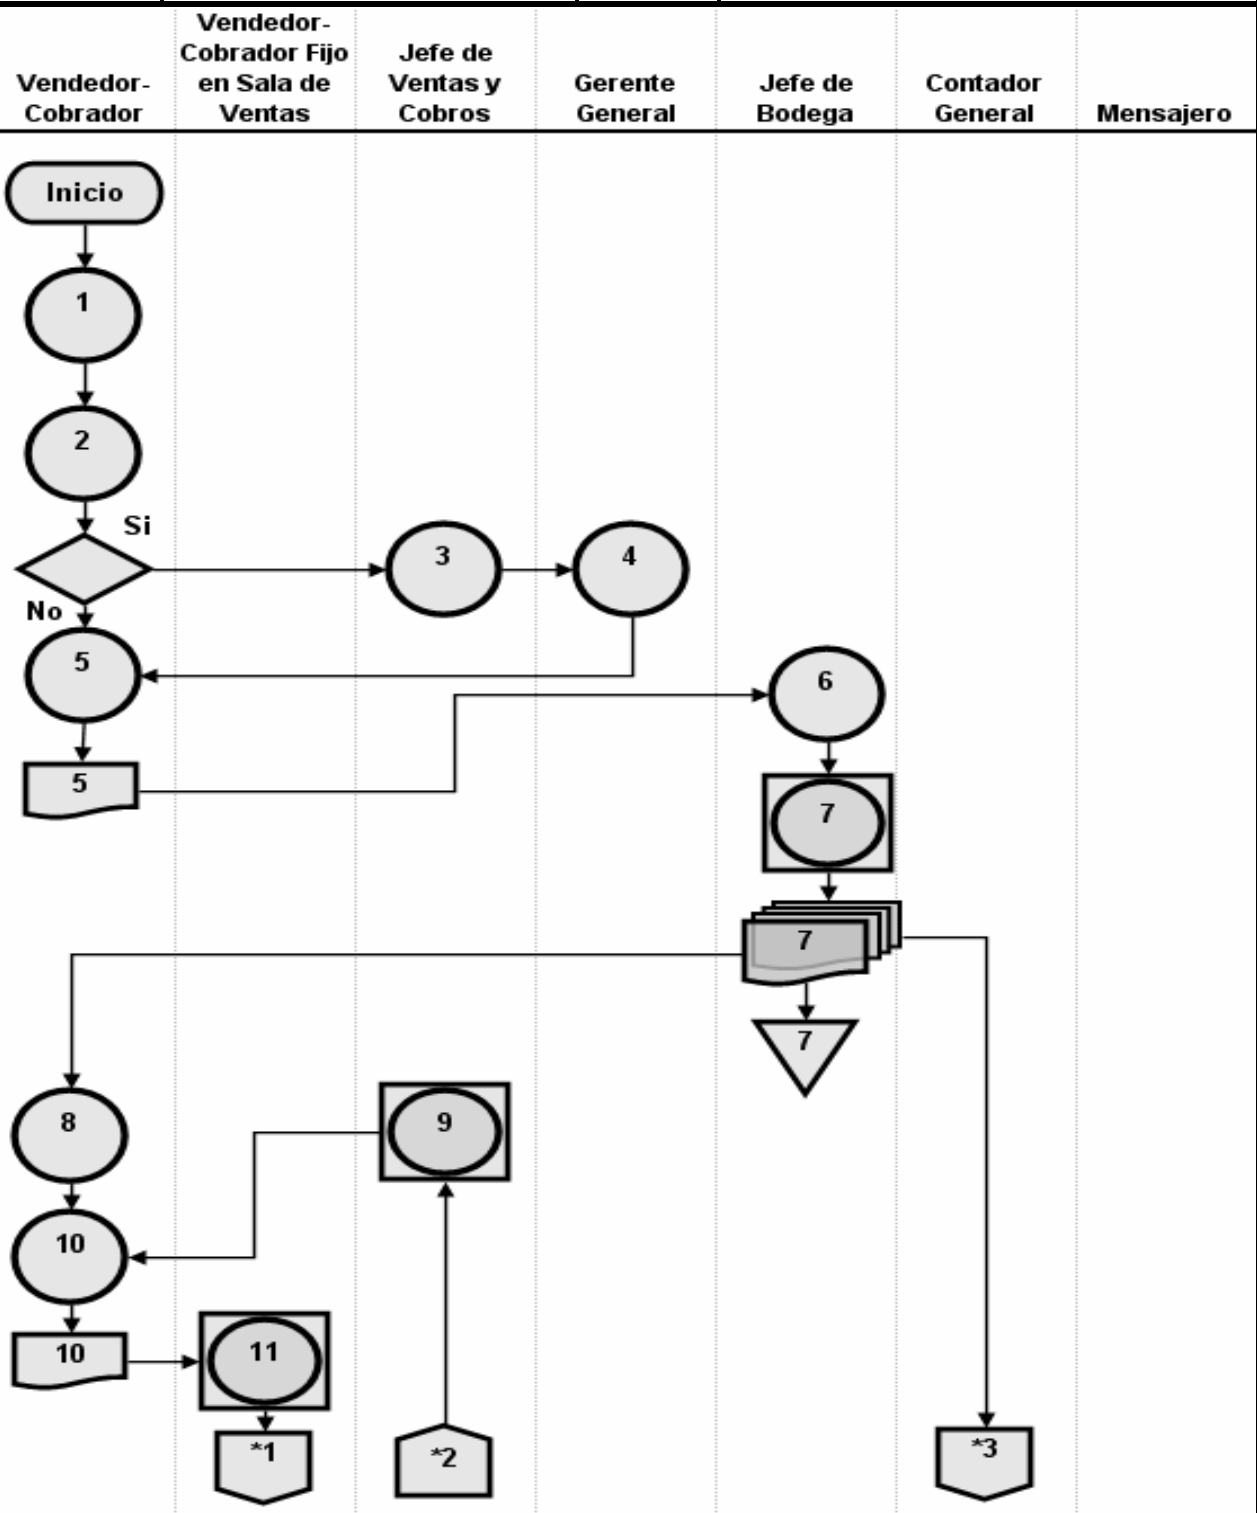 Vendedor-
Cobrador
Vendedor-
Cobrador Fijo
en Sala de
Ventas
Jefe de
Ventas y
Cobros
Gerente
General
Jefe de
Bodega
Contador
General
Mensajero
Inicio
1
2
Si
3
4
No
5
6
5
7
7
7
8
9
10
10
11
*1
*2
*3